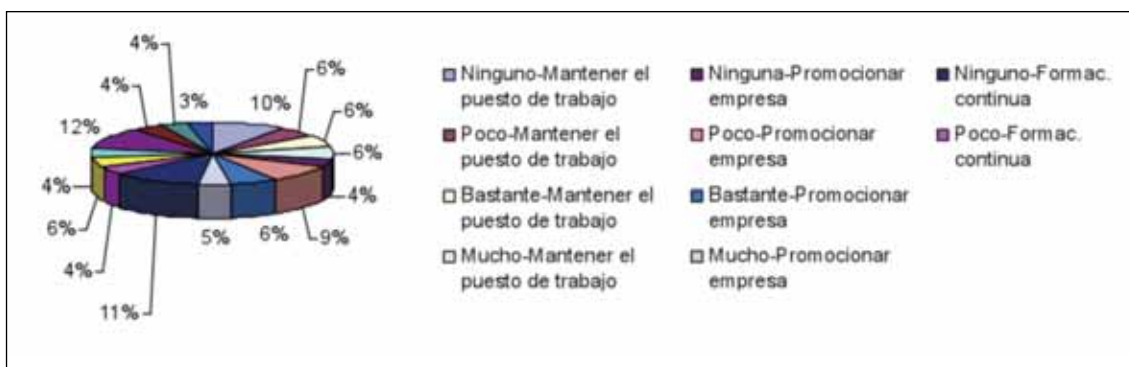 4%
4%
3%
10%
6%
6%
12%
6%
4%
4%
6%
5%
6%
9%
4%
11%
Ninguno-Mantener el
puesto de trabajo
Poco-Mantener el
puesto de trabajo
Bastante-Mantener el
puesto de trabajo
Mucho-Mantener el
puesto de trabajo
Ninguna-Promocionar
empresa
Poco-Promocionar
empresa
Bastante-Promocionar
empresa
Mucho-Promocionar
empresa
Ninguno-Formac.
continua
Poco-Formac.
continua